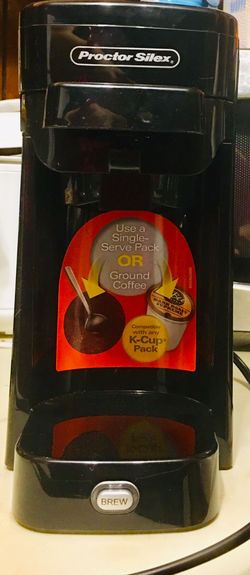 Proctor Silex®
Use a
Single-
Serve Pack
OR
Ground
Coffee
Compatible
with any
K-Cup®
Pack
BREW